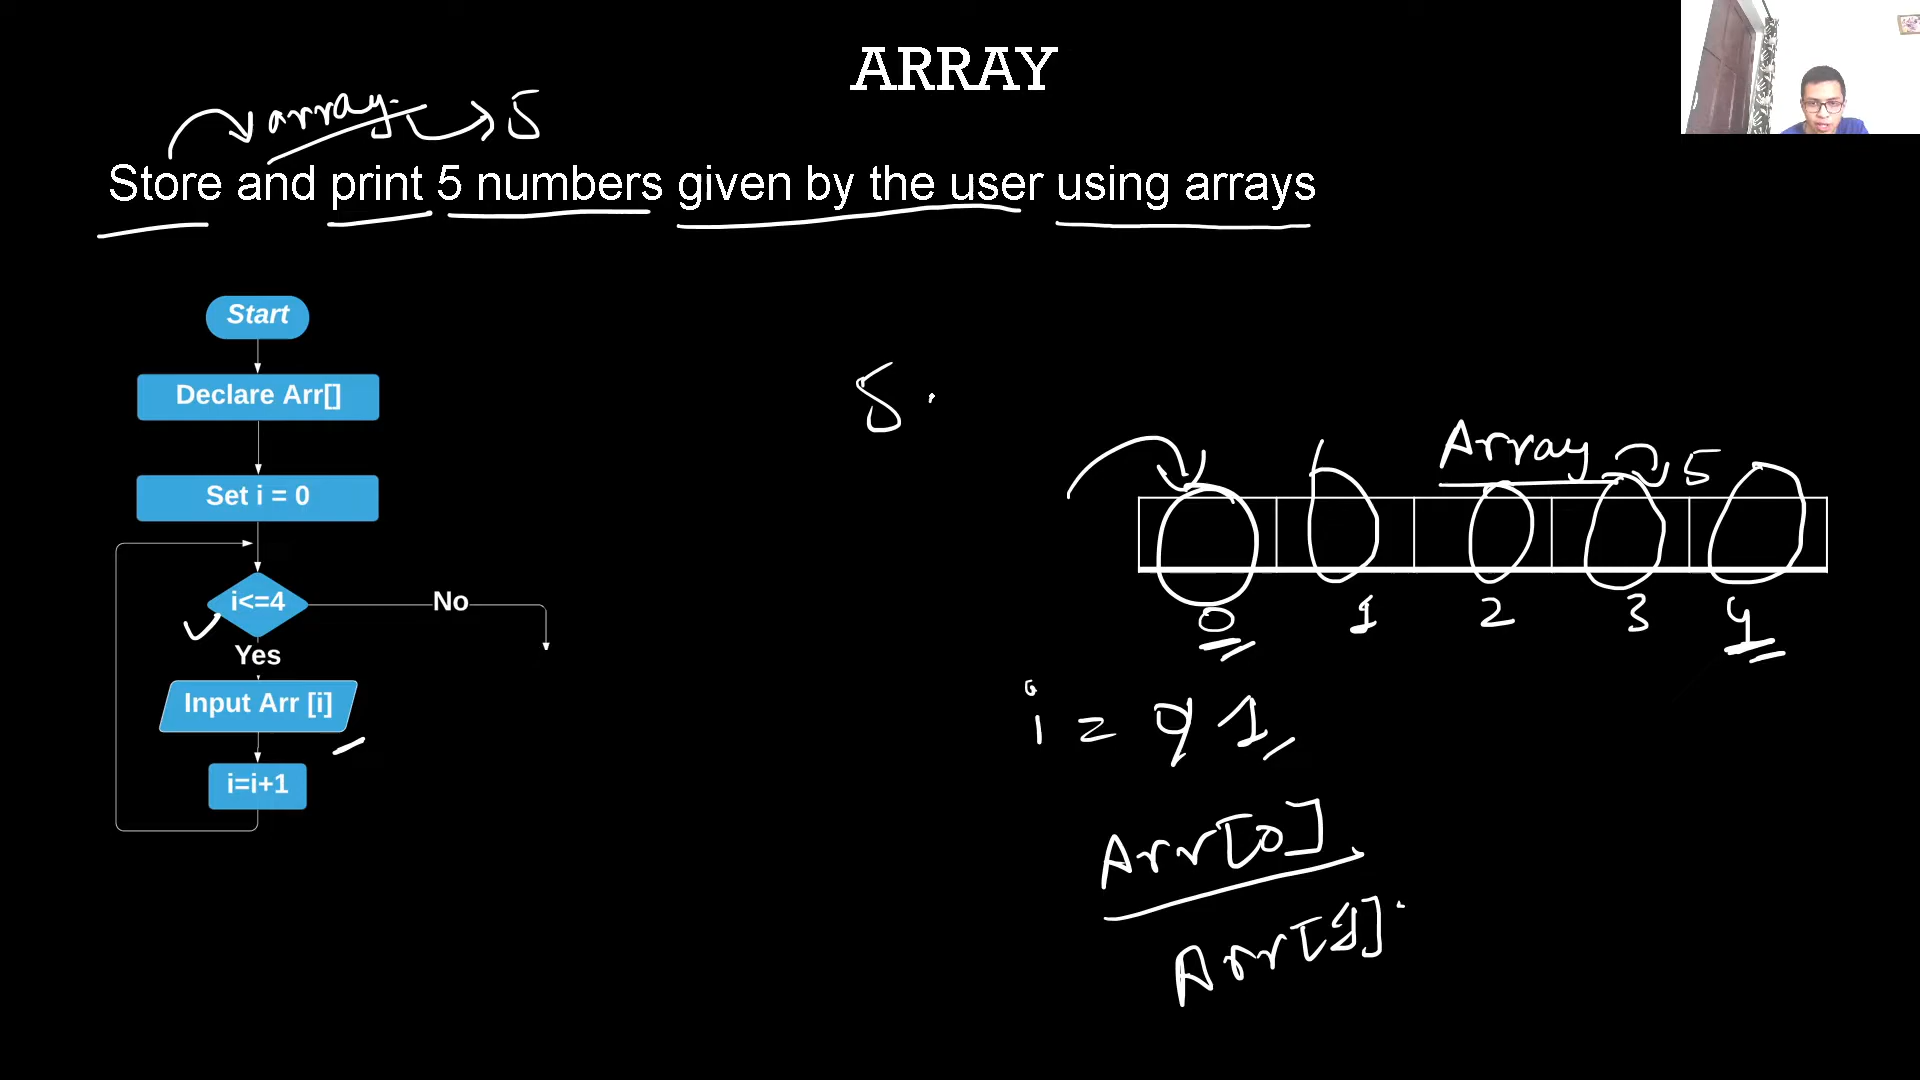 ARRAY
array. → 5
Store and print 5 numbers given by the user using arrays
Start
Declare Arr[]
Set i = 0
i<=4
No
Yes
Input Arr [i]
i=i+1
5.
Array 5
0 1 2 3 4
i = 0 1
Arr[0]
Arr[1]